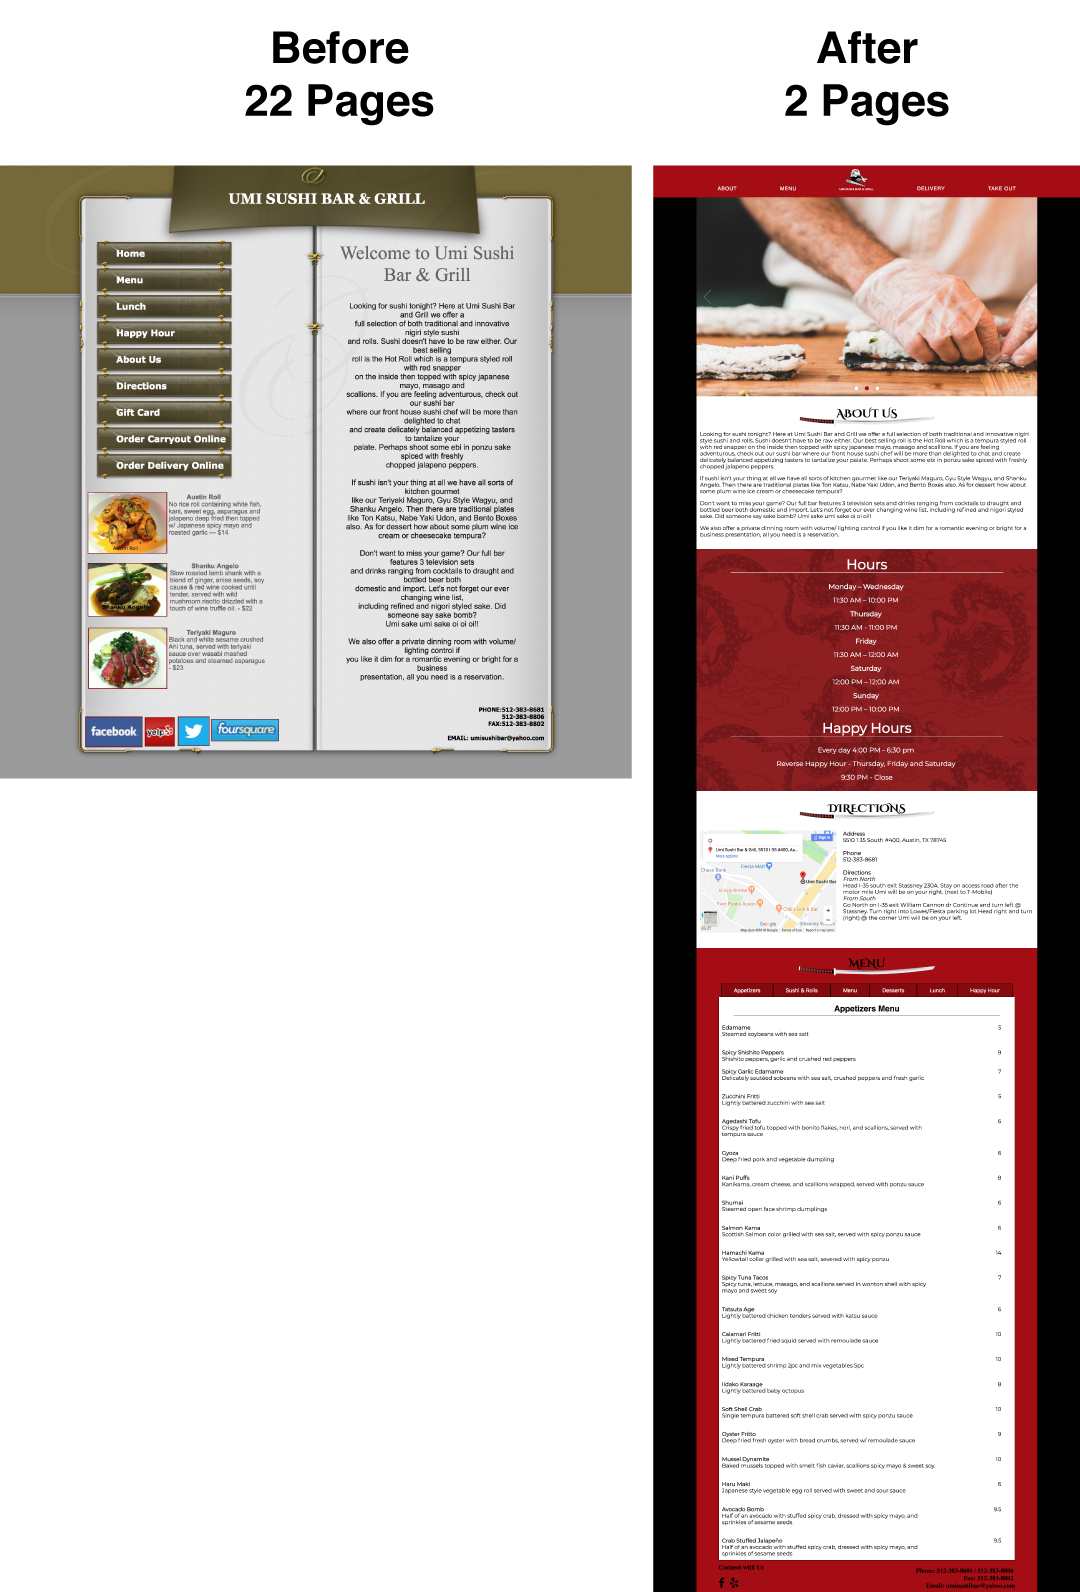 Before
22 Pages
After
2 Pages
UMI SUSHI BAR & GRILL
Home
Menu
Lunch
Happy Hour
About Us
Directions
Gift Card
Order Carryout Online
Order Delivery Online
Austin Roll
No rice roll containing white fish,
kani, sweet egg, asparagus and
jalapeno deep fried then topped
w/ Japanese spicy mayo and
roasted garlic — $14
Austin Roll
Shanku Angelo
Slow roasted lamb shank with a
blend of ginger, anise seeds, soy
cause & red wine cooked until
tender, served with wild
mushroom risotto drizzled with a
touch of wine truffle oil. - $22
Shanku Angelo
Teriyaki Maguro
Black and white sesame crushed
Ahi tuna, served with teriyaki
sauce over wasabi mashed
potatoes and steamed asparagus
- $23
facebook
yelp
foursquare
Welcome to Umi Sushi
Bar & Grill
Looking for sushi tonight? Here at Umi Sushi Bar
and Grill we offer a
full selection of both traditional and innovative
nigiri style sushi
and rolls. Sushi doesn't have to be raw either. Our
best selling
roll is the Hot Roll which is a tempura styled roll
with red snapper
on the inside then topped with spicy japanese
mayo, masago and
scallions. If you are feeling adventurous, check out
our sushi bar
where our front house sushi chef will be more than
delighted to chat
and create delicately balanced appetizing tasters
to tantalize your
palate. Perhaps shoot some ebi in ponzu sake
spiced with freshly
chopped jalapeno peppers.
If sushi isn't your thing at all we have all sorts of
kitchen gourmet
like our Teriyaki Maguro, Gyu Style Wagyu, and
Shanku Angelo. Then there are traditional plates
like Ton Katsu, Nabe Yaki Udon, and Bento Boxes
also. As for dessert how about some plum wine ice
cream or cheesecake tempura?
Don't want to miss your game? Our full bar
features 3 television sets
and drinks ranging from cocktails to draught and
bottled beer both
domestic and import. Let's not forget our ever
changing wine list,
including refined and nigori styled sake. Did
someone say sake bomb?
Umi sake umi sake oi oi oi!!
We also offer a private dinning room with volume/
lighting control if
you like it dim for a romantic evening or bright for a
business
presentation, all you need is a reservation.
PHONE:512-383-8681
512-383-8806
FAX:512-383-8802
EMAIL: umisushibar@yahoo.com
ABOUT
MENU
UMI SUSHI BAR & GRILL
DELIVERY
TAKE OUT
ABOUT US
Looking for sushi tonight? Here at Umi Sushi Bar and Grill we offer a full selection of both traditional and innovative nigiri
style sushi and rolls. Sushi doesn't have to be raw either. Our best selling roll is the Hot Roll which is a tempura styled roll
with red snapper on the inside then topped with spicy japanese mayo, masago and scallions. If you are feeling
adventurous, check out our sushi bar where our front house sushi chef will be more than delighted to chat and create
delicately balanced appetizing tasters to tantalize your palate. Perhaps shoot some ebi in ponzu sake spiced with freshly
chopped jalapeno peppers.
If sushi isn't your thing at all we have all sorts of kitchen gourmet like our Teriyaki Maguro, Gyu Style Wagyu, and Shanku
Angelo. Then there are traditional plates like Ton Katsu, Nabe Yaki Udon, and Bento Boxes also. As for dessert how about
some plum wine ice cream or cheesecake tempura?
Don't want to miss your game? Our full bar features 3 television sets and drinks ranging from cocktails to draught and
bottled beer both domestic and import. Let's not forget our ever changing wine list, including refined and nigori styled
sake. Did someone say sake bomb? Umi sake umi sake oi oi oi!!
We also offer a private dinning room with volume/ lighting control if you like it dim for a romantic evening or bright for a
business presentation, all you need is a reservation.
Hours
Monday – Wednesday
11:30 AM – 10:00 PM
Thursday
11:30 AM - 11:00 PM
Friday
11:30 AM – 12:00 AM
Saturday
12:00 PM – 12:00 AM
Sunday
12:00 PM – 10:00 PM
Happy Hours
Every day 4:00 PM - 6:30 pm
Reverse Happy Hour - Thursday, Friday and Saturday
9:30 PM - Close
DIRECTIONS
Umi Sushi Bar & Grill, 5510 I-35 #400, Au...
More options
Sign in
Fiesta Mart
Chase Bank
Krispy Kreme
Umi Sushi Bar
Twin Peaks Austin
Chili's Grill & Bar
Google
Stassney
Map data ©2018 Google Terms of Use Report a map error
Address
5510 I 35 South #400, Austin, TX 78745
Phone
512-383-8681
Directions
From North
Head I-35 south exit Stassney 230A. Stay on access road after the
motor mile Umi will be on your right. (next to T-Mobile)
From South
Go North on I-35 exit William Cannon dr Continue and turn left @
Stassney. Turn right into Lowes/Fiesta parking lot Head right and turn
(right) @ the corner Umi will be on your left.
MENU
Appetizers
Sushi & Rolls
Menu
Desserts
Lunch
Happy Hour
Appetizers Menu
Edamame 5
Steamed soybeans with sea salt
Spicy Shishito Peppers 9
Shishito peppers, garlic and crushed red peppers
Spicy Garlic Edamame 7
Delicately sautéed sobeans with sea salt, crushed peppers and fresh garlic
Zucchini Fritti 5
Lightly battered zucchini with sea salt
Agedashi Tofu 6
Crispy fried tofu topped with bonito flakes, nori, and scallions, served with
tempura sauce
Gyoza 6
Deep fried pork and vegetable dumpling
Kani Puffs 8
Kanikama, cream cheese, and scallions wrapped, served with ponzu sauce
Shumai 6
Steamed open face shrimp dumplings
Salmon Kama 6
Scottish Salmon color grilled with sea salt, served with spicy ponzu sauce
Hamachi Kama 14
Yellowtail collar grilled with sea salt, severed with spicy ponzu
Spicy Tuna Tacos 7
Spicy tuna, lettuce, masago, and scallions served in wonton shell with spicy
mayo and sweet soy
Tatsuta Age 6
Lightly battered chicken tenders served with katsu sauce
Calamari Fritti 10
Lightly battered fried squid served with remoulade sauce
Mixed Tempura 10
Lightly battered shrimp 2pc and mix vegetables 5pc
Iidako Karaage 8
Lightly battered baby octopus
Soft Shell Crab 10
Single tempura battered soft shell crab served with spicy ponzu sauce
Oyster Fritto 9
Deep fried fresh oyster with bread crumbs, served w/ remoulade sauce
Mussel Dynamite 10
Baked mussels topped with smelt fish caviar, scallions spicy mayo & sweet soy.
Haru Maki 6
Japanese style vegetable egg roll served with sweet and sour sauce
Avocado Bomb 9.5
Half of an avocado with stuffed spicy crab, dressed with spicy mayo, and
sprinkles of sesame seeds
Crab Stuffed Jalapeño 9.5
Half of an avocado with stuffed spicy crab, dressed with spicy mayo, and
sprinkles of sesame seeds
Connect with Us
Phone: 512-383-8681 | 512-383-8806
Fax: 512-383-8802
Email: umisushibar@yahoo.com